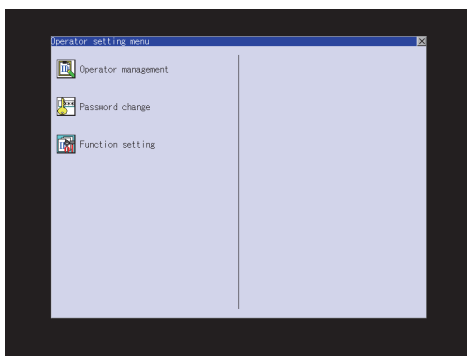 Operator setting menu
Operator management
Password change
Function setting